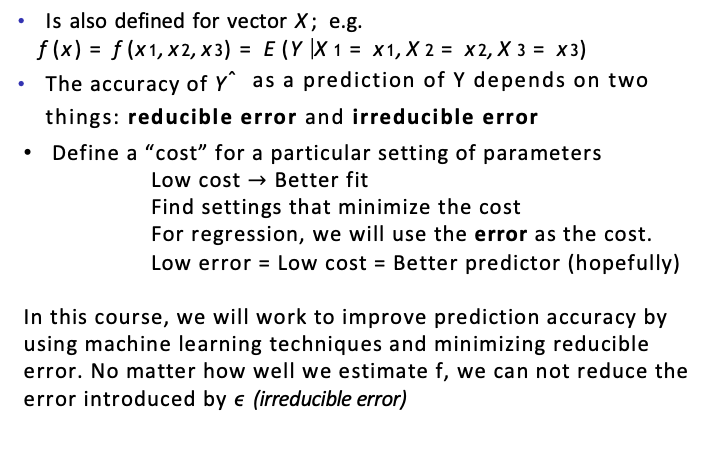 • Is also defined for vector X; e.g.
f (x) = f (x1, x2, x3) = E (Y |X 1 = x1, X 2 = x2, X 3 = x3)
• The accuracy of Yˆ as a prediction of Y depends on two
things: reducible error and irreducible error
• Define a “cost” for a particular setting of parameters
Low cost → Better fit
Find settings that minimize the cost
For regression, we will use the error as the cost.
Low error = Low cost = Better predictor (hopefully)
In this course, we will work to improve prediction accuracy by
using machine learning techniques and minimizing reducible
error. No matter how well we estimate f, we can not reduce the
error introduced by ϵ (irreducible error)